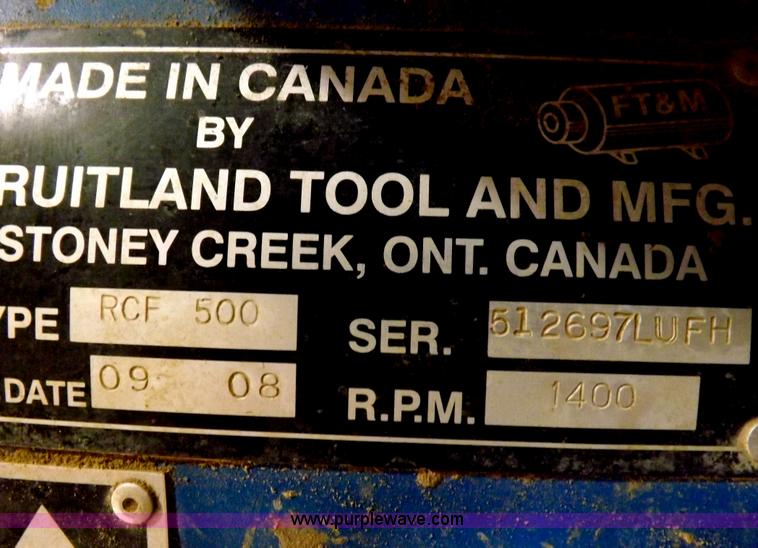 MADE IN CANADA
FT&M
BY
RUITLAND TOOL AND MFG.
STONEY CREEK, ONT. CANADA
YPE RCF 500 SER. 512697LUFH
DATE 09 08 R.P.M. 1400
www.purplewave.com